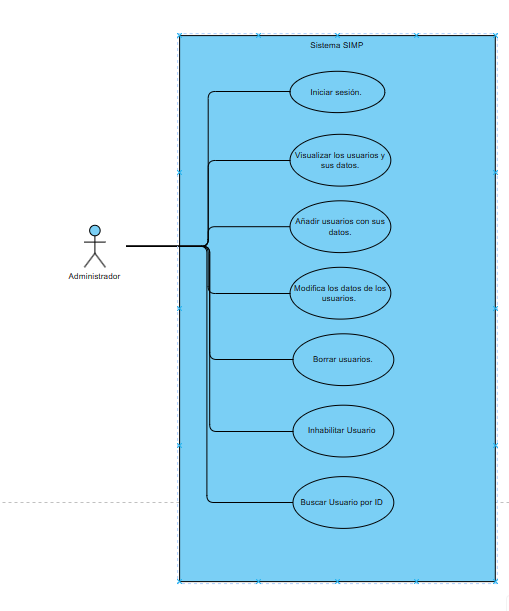 Sistema SIMP
Iniciar sesión.
Visualizar los usuarios y
sus datos.
Añadir usuarios con sus
datos.
Administrador
Modifica los datos de los
usuarios.
Borrar usuarios.
Inhabilitar Usuario
Buscar Usuario por ID